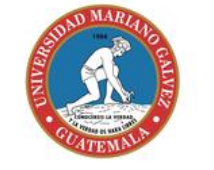 UNIVERSIDAD MARIANO GALVEZ
1966
CONOCEREIS LA VERDAD
Y LA VERDAD OS HARA LIBRES
GUATEMALA